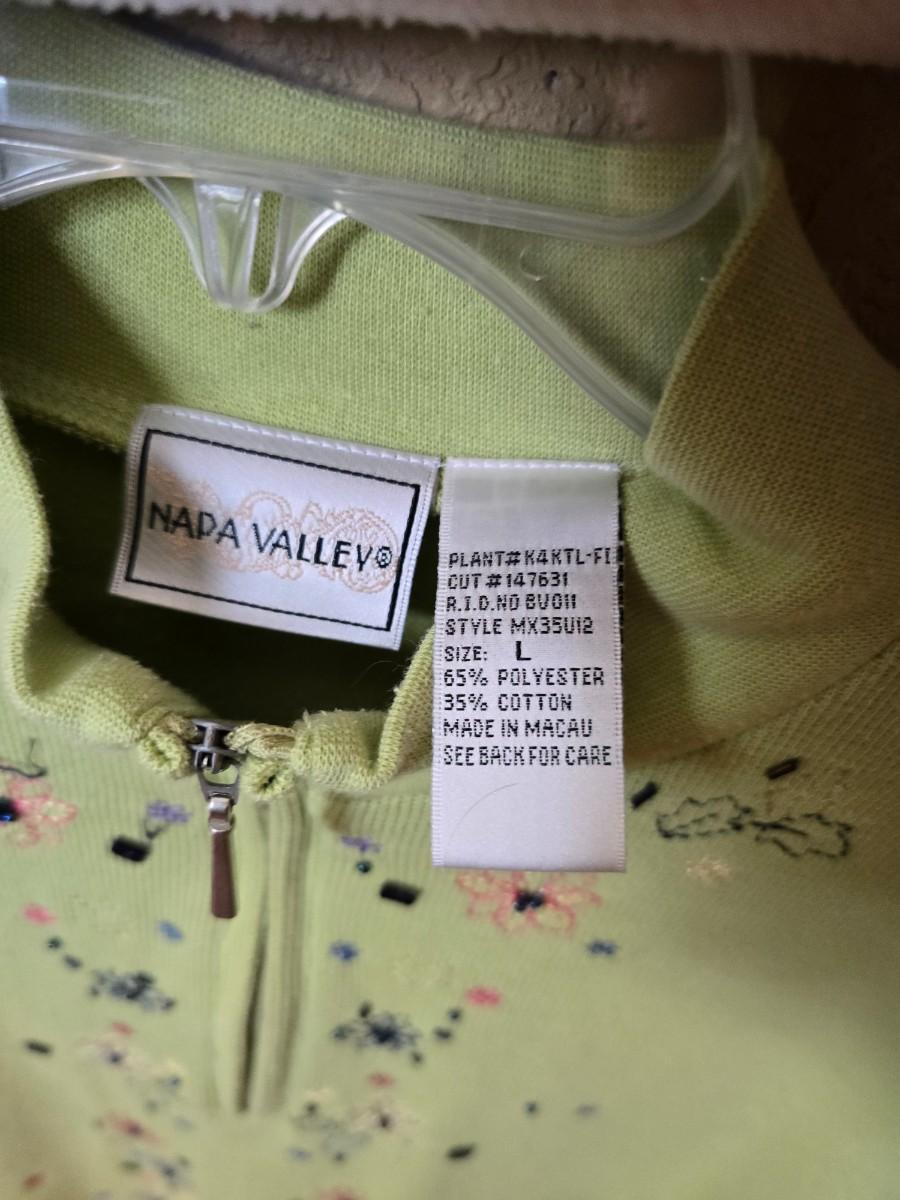 NAPA VALLEY®
PLANT# K4KTL-FI
CUT #147631
R.I.D.NO BV011
STYLE MX35U12
SIZE: L
65% POLYESTER
35% COTTON
MADE IN MACAU
SEE BACK FOR CARE